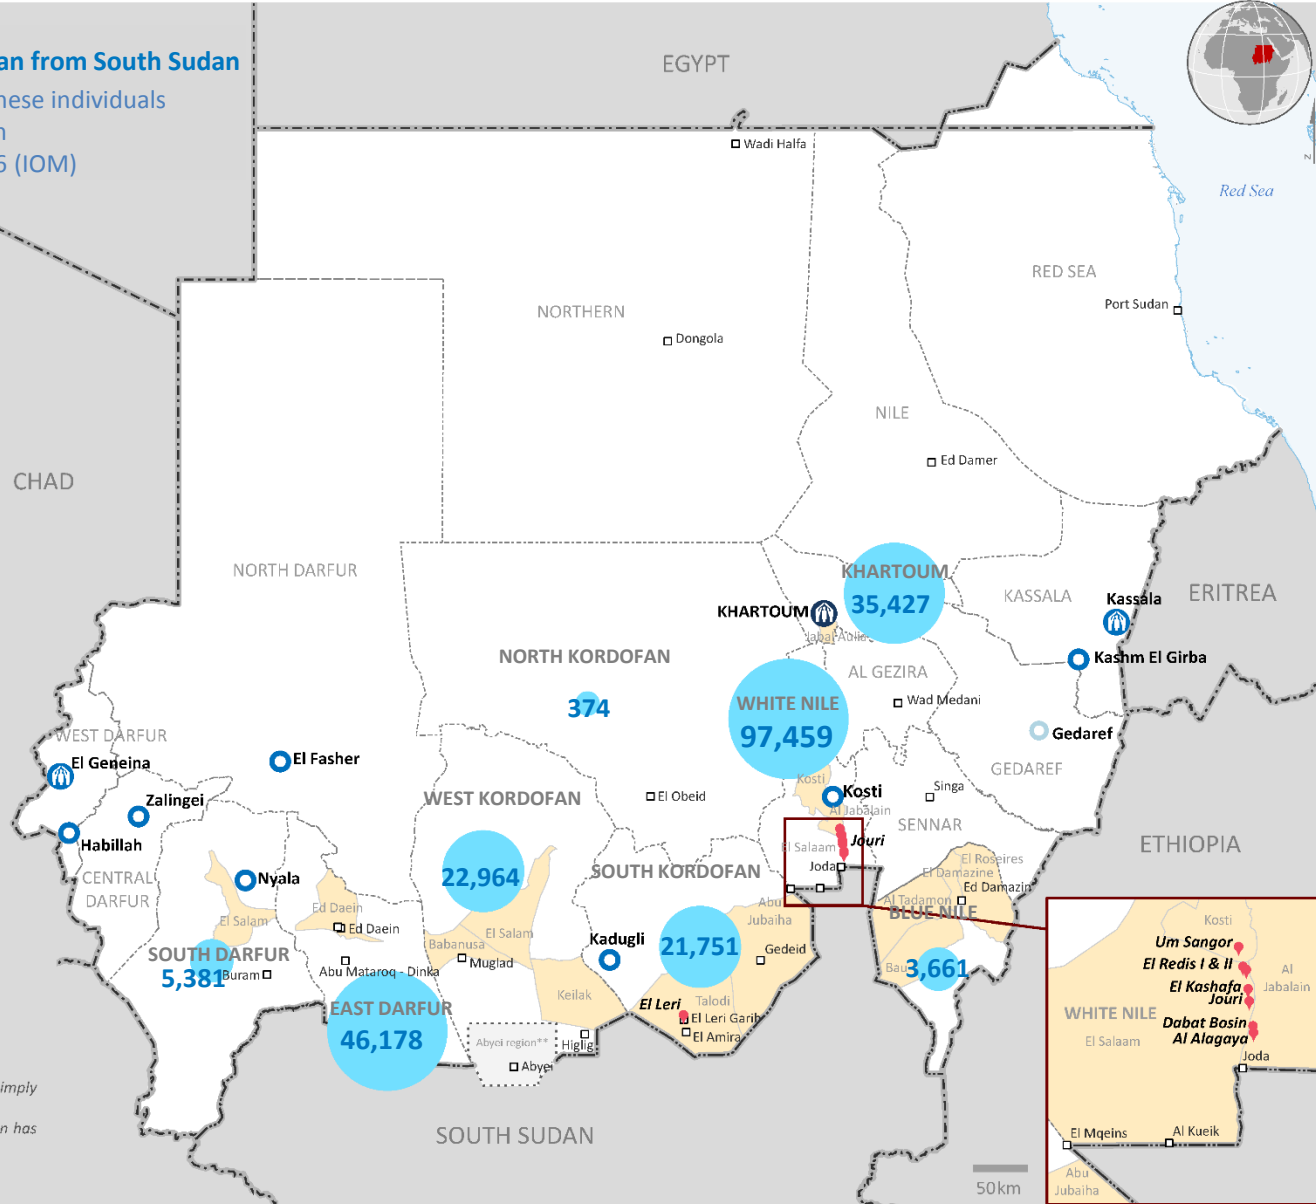 an from South Sudan
nese individuals
n
5 (IOM)
EGYPT
Wadi Halfa
Red Sea
N
RED SEA
Port Sudan
NORTHERN
Dongola
NILE
Ed Damer
CHAD
NORTH DARFUR
KHARTOUM
35,427
KHARTOUM
Jabal Aulia
KASSALA
Kassala
ERITREA
Kashm El Girba
NORTH KORDOFAN
374
AL GEZIRA
WHITE NILE
97,459
Wad Medani
Gedaref
GEDAREF
WEST DARFUR
El Geneina
El Fasher
Zalingei
Habillah
WEST KORDOFAN
22,964
El Obeid
Kosti
Kosti
Al Jabalain
Singa
SENNAR
Jouri
El Salaam
Joda
ETHIOPIA
CENTRAL
DARFUR
Nyala
El Salam
Ed Daein
Ed Daein
SOUTH KORDOFAN
21,751
Abu
Jubaiha
Gedeid
El Roseires
El Damazine
Ed Damazin
Al Tadamon
BLUE NILE
Bau
3,661
SOUTH DARFUR
5,381
Buram
Abu Mataroq - Dinka
Babanusa
El Salam
Muglad
Kadugli
EAST DARFUR
46,178
Keilak
El Leri
Talodi
El Leri Garib
El Amira
Abyei region**
Higlig
Abyei
SOUTH SUDAN
imply
n has
50km
Kosti
Um Sangor
El Redis I & II
El Kashafa
Jouri
Al
Jabalain
WHITE NILE
El Salaam
Dabat Bosin
Al Alagaya
Joda
El Mqeins
Al Kueik
Abu
Jubaiha